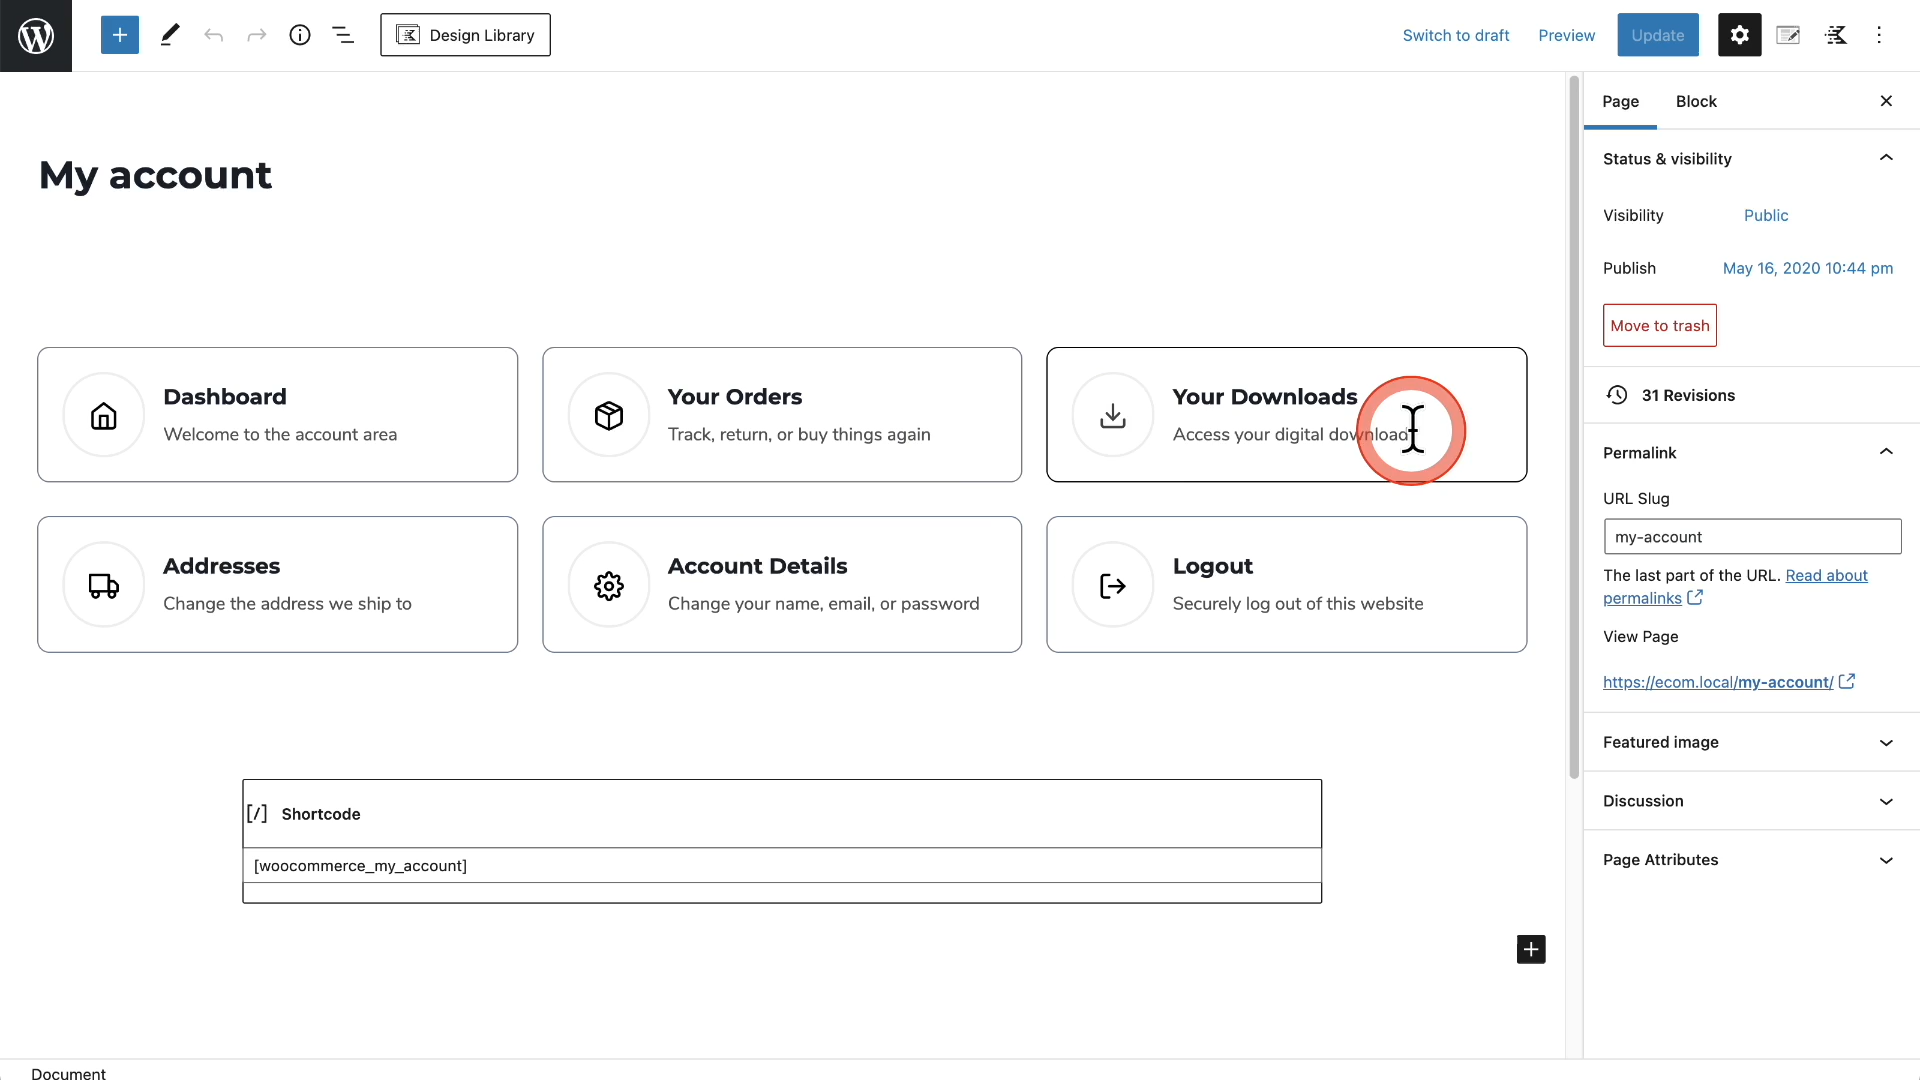 Design Library
Switch to draft
Preview
Update
My account
Dashboard
Welcome to the account area
Your Orders
Track, return, or buy things again
Your Downloads
Access your digital download
Addresses
Change the address we ship to
Account Details
Change your name, email, or password
Logout
Securely log out of this website
[/] Shortcode
[woocommerce_my_account]
Document
Page
Block
Status & visibility
Visibility
Public
Publish
May 16, 2020 10:44 pm
Move to trash
31 Revisions
Permalink
URL Slug
my-account
The last part of the URL. Read about
permalinks
View Page
https://ecom.local/my-account/
Featured image
Discussion
Page Attributes